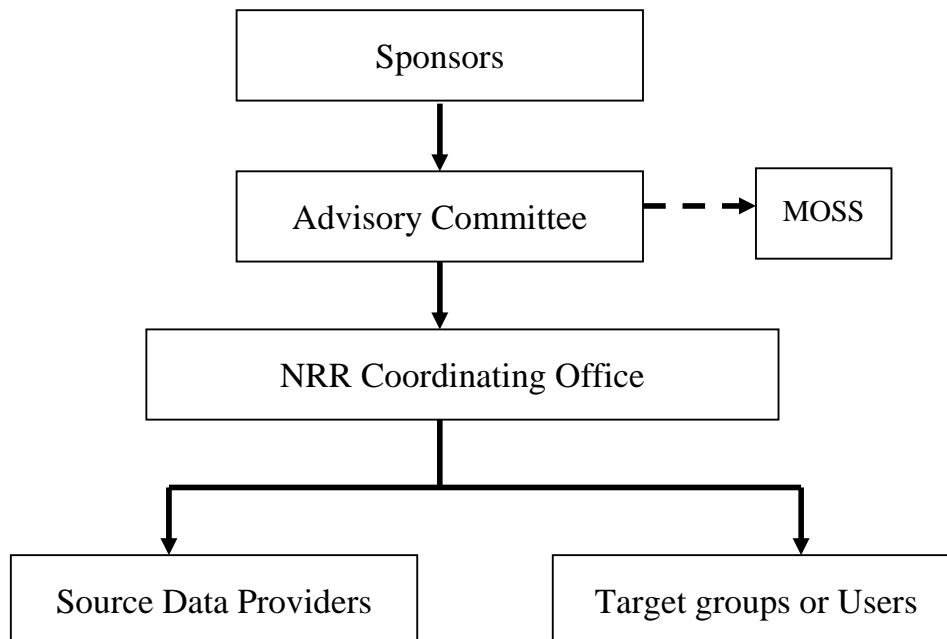 Sponsors
Advisory Committee
MOSS
NRR Coordinating Office
Source Data Providers
Target groups or Users